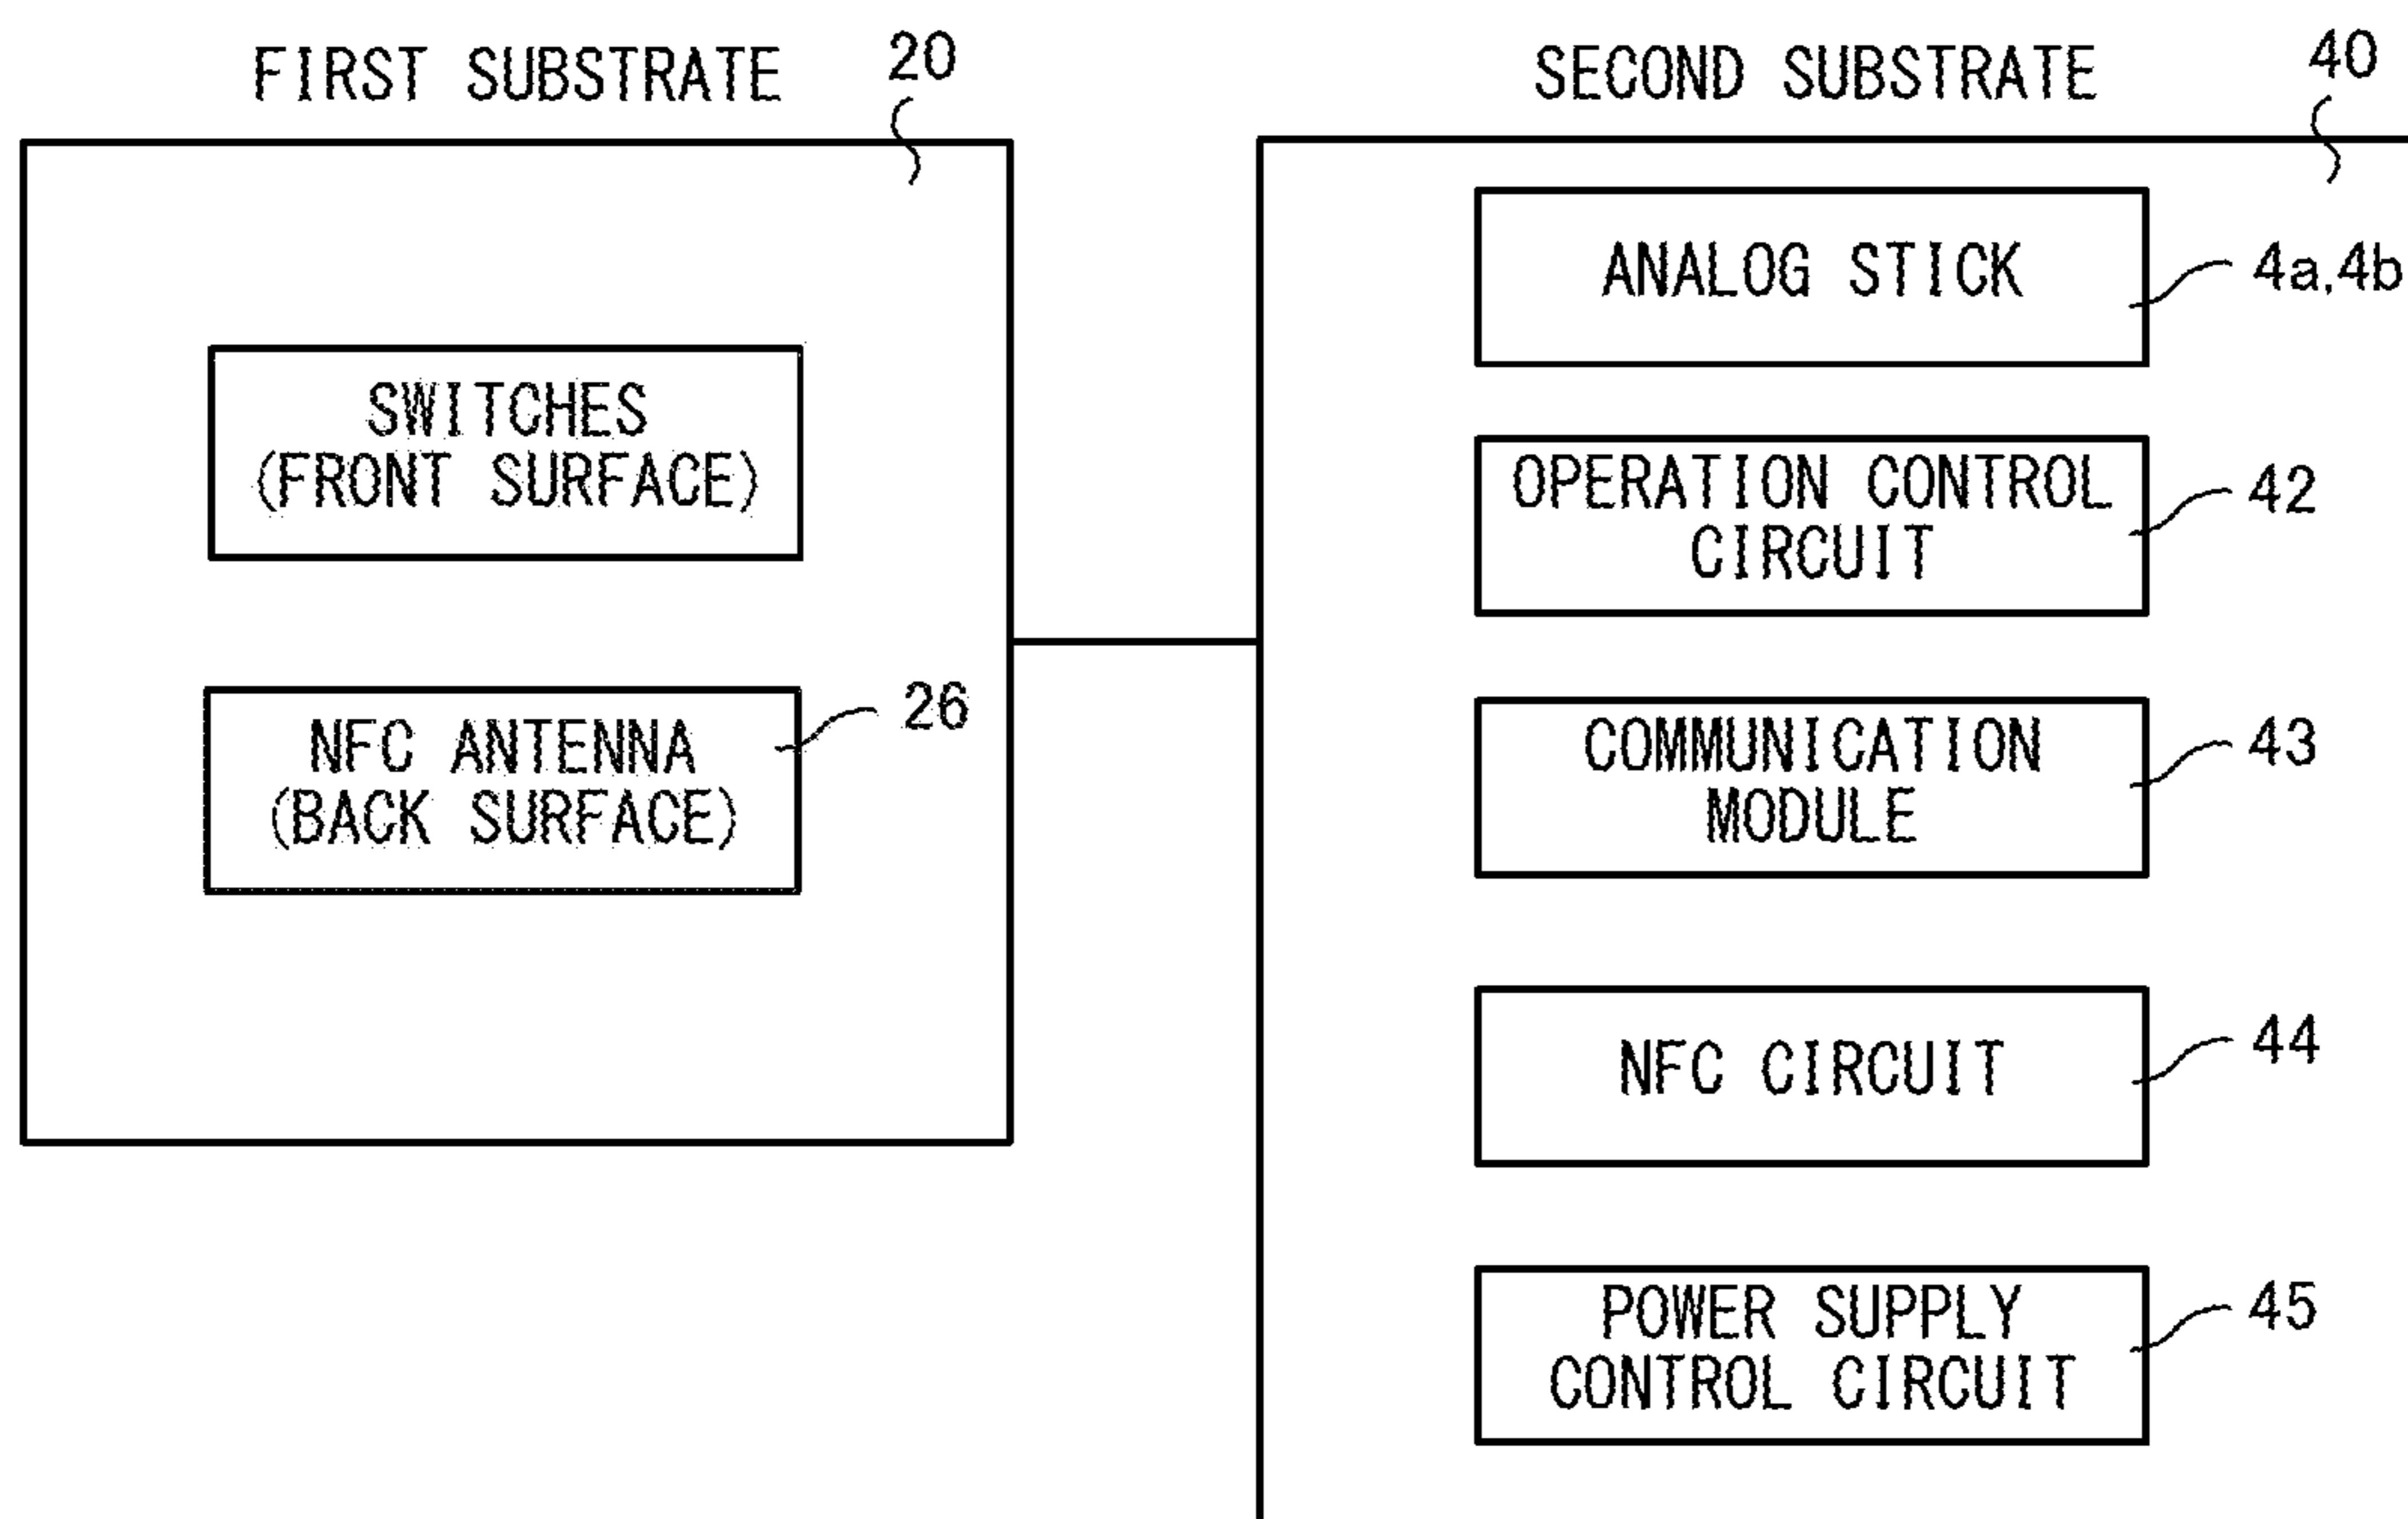 FIRST SUBSTRATE
20
SWITCHES
(FRONT SURFACE)
NFC ANTENNA
(BACK SURFACE)
26
SECOND SUBSTRATE
40
ANALOG STICK
4a,4b
OPERATION CONTROL
CIRCUIT
42
COMMUNICATION
MODULE
43
NFC CIRCUIT
44
POWER SUPPLY
CONTROL CIRCUIT
45